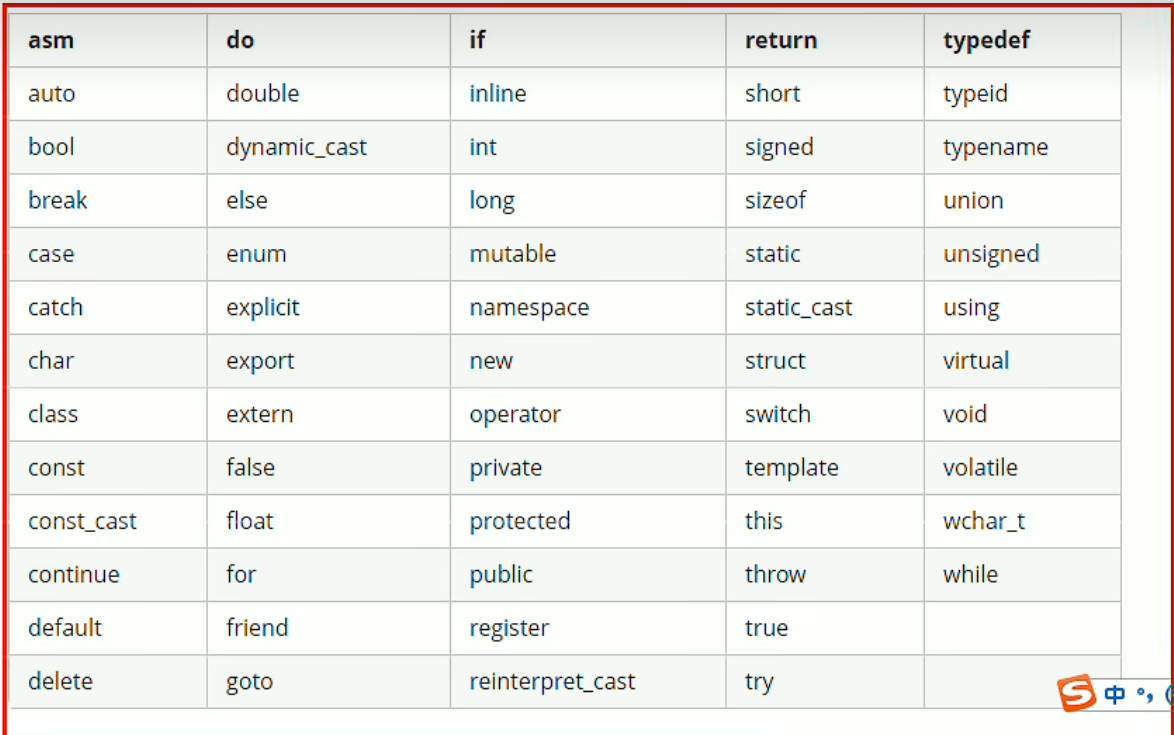 asm do if return typedef
auto double inline short typeid
bool dynamic_cast int signed typename
break else long sizeof union
case enum mutable static unsigned
catch explicit namespace static_cast using
char export new struct virtual
class extern operator switch void
const false private template volatile
const_cast float protected this wchar_t
continue for public throw while
default friend register true
delete goto reinterpret_cast try
S 中 °, (